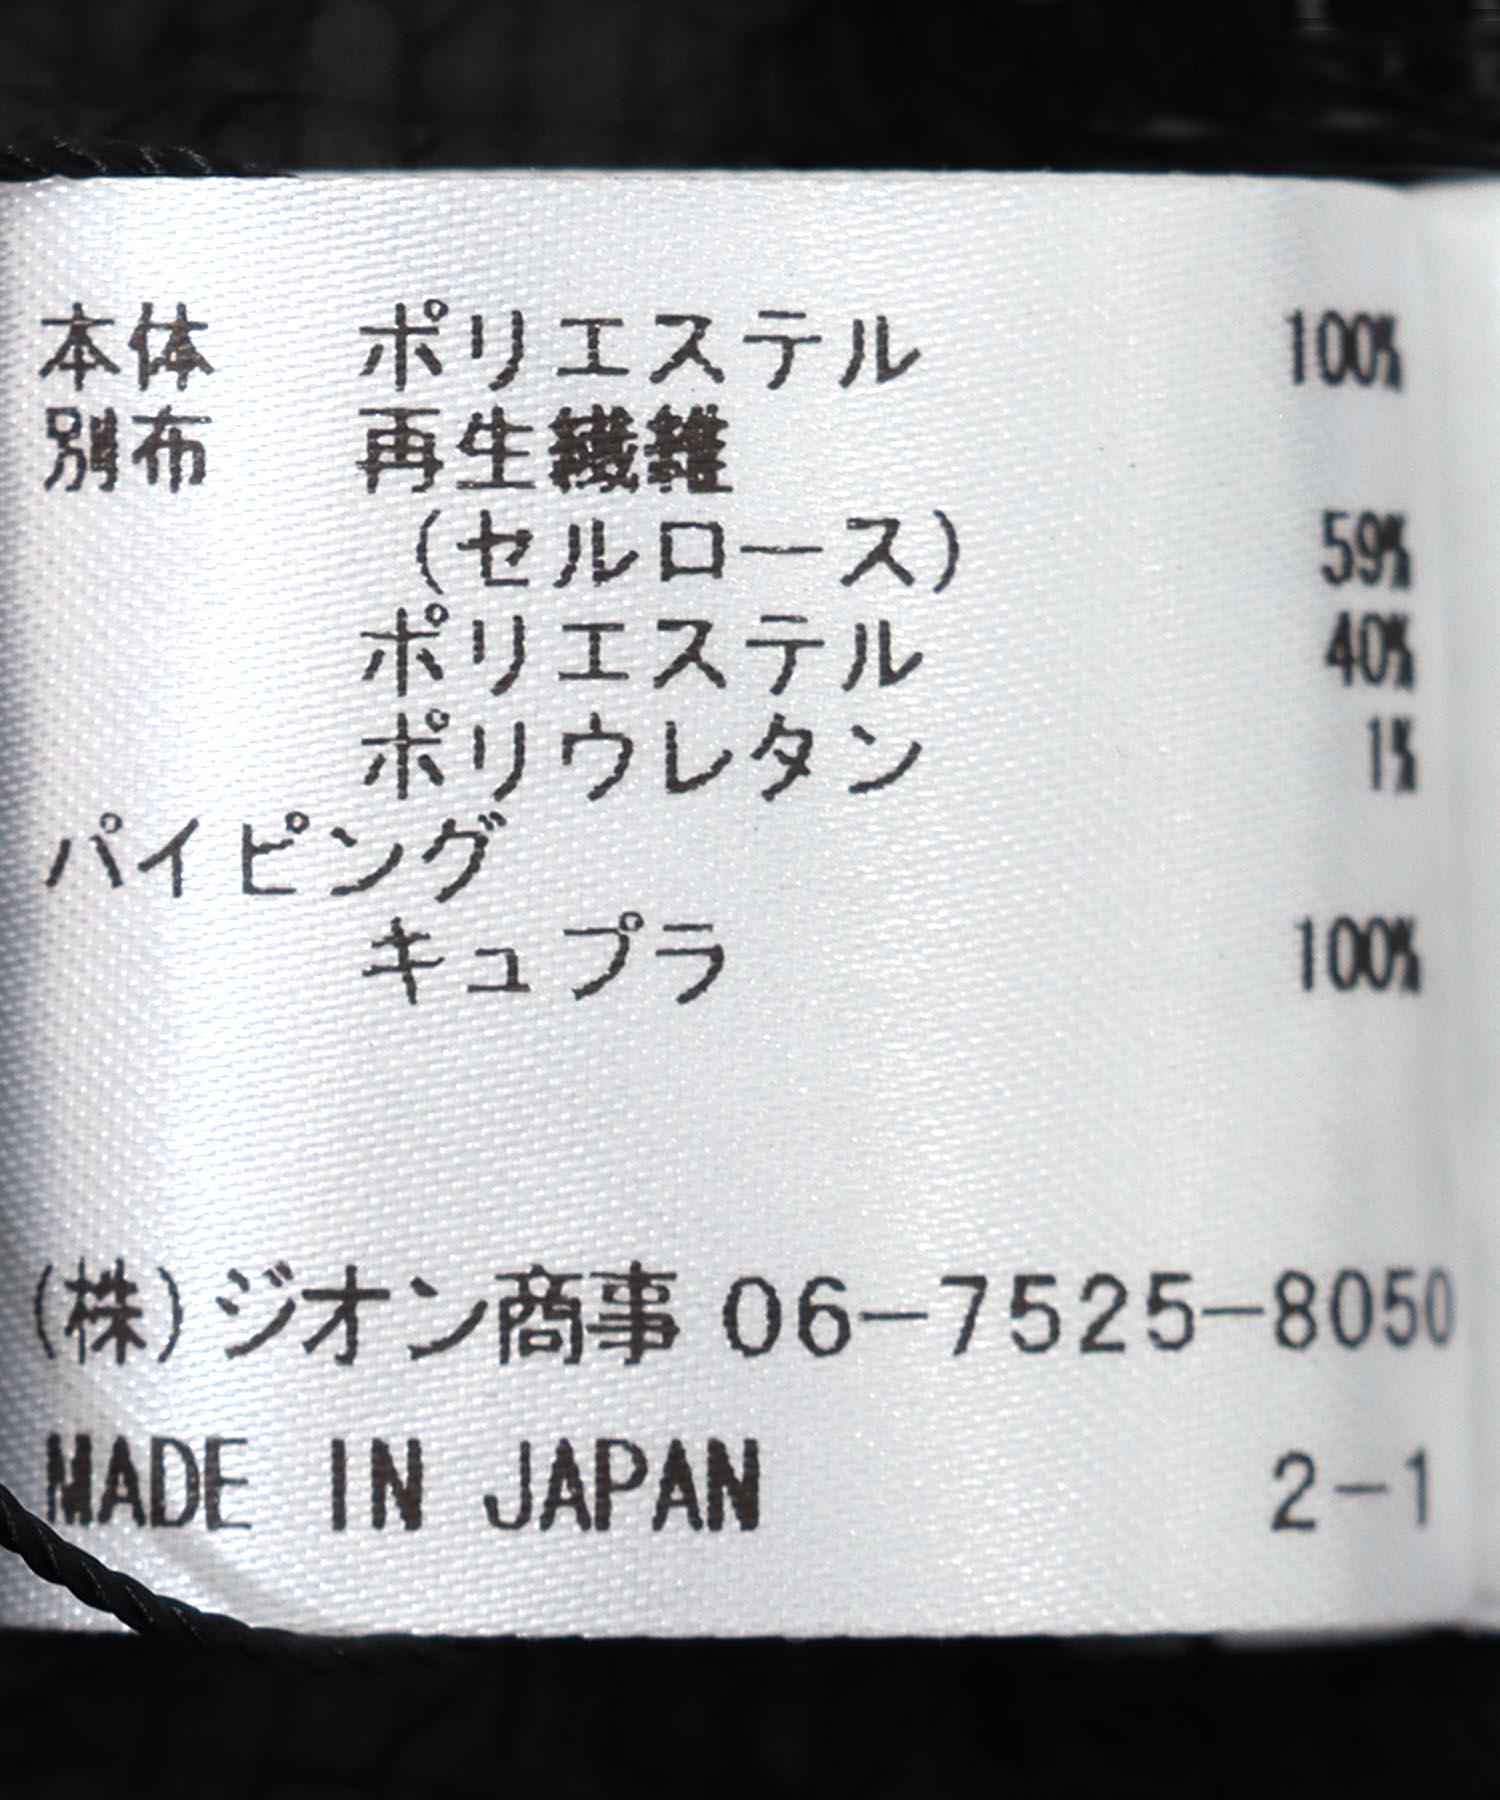 本体 ポリエステル 100%
別布 再生繊維
(セルロース) 59%
ポリエステル 40%
ポリウレタン 1%
パイピング
キュプラ 100%
(株)ジオン商事 06-7525-8050
MADE IN JAPAN 2-1